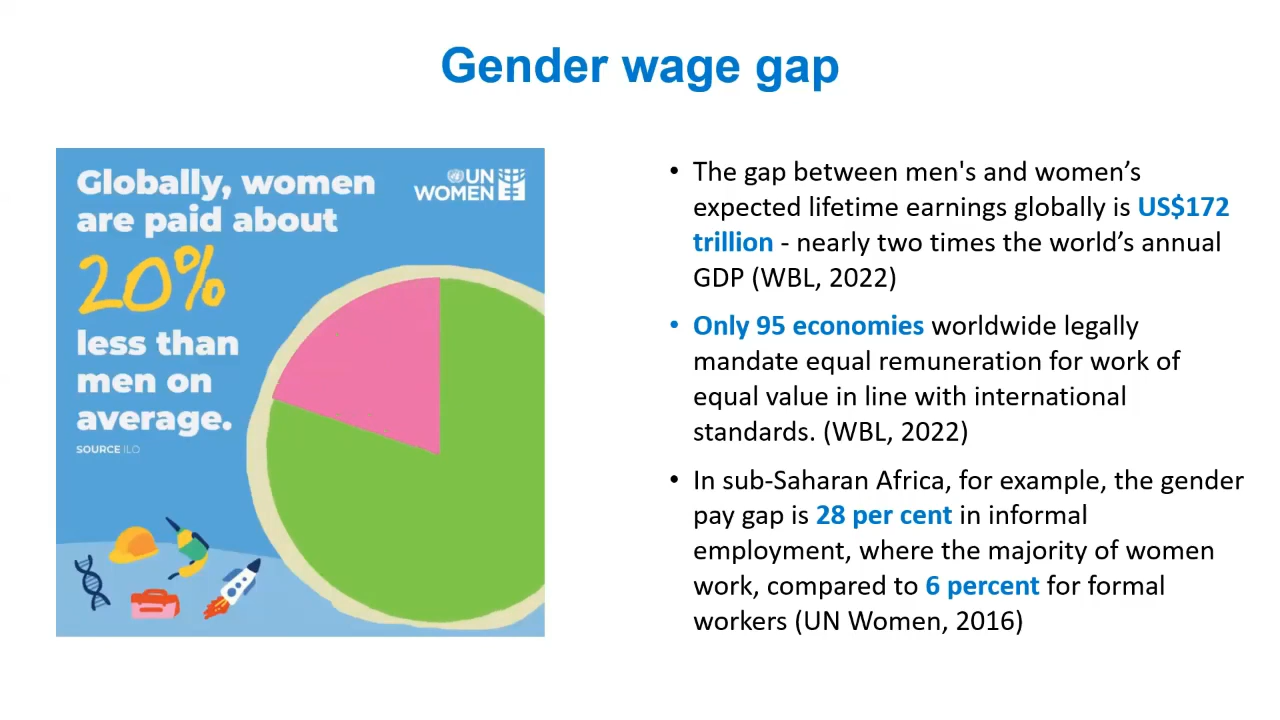 Gender wage gap
Globally, women
are paid about
20%
less than
men on
average.
SOURCE ILO
UN
WOMEN
• The gap between men's and women’s
expected lifetime earnings globally is US$172
trillion - nearly two times the world’s annual
GDP (WBL, 2022)
• Only 95 economies worldwide legally
mandate equal remuneration for work of
equal value in line with international
standards. (WBL, 2022)
• In sub-Saharan Africa, for example, the gender
pay gap is 28 per cent in informal
employment, where the majority of women
work, compared to 6 percent for formal
workers (UN Women, 2016)